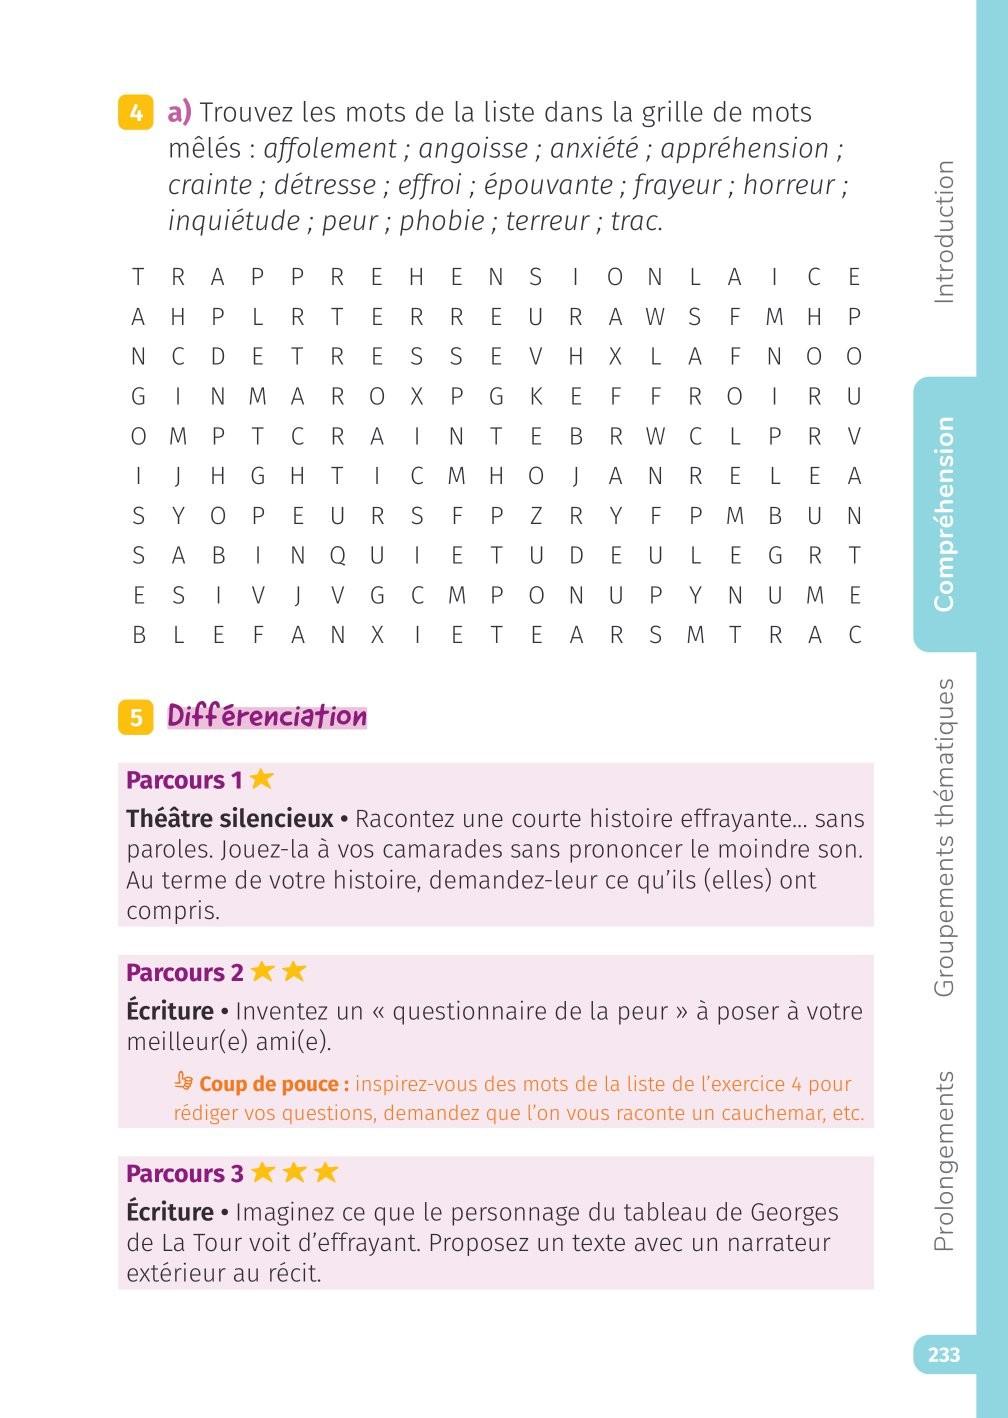 4 a) Trouvez les mots de la liste dans la grille de mots
mêlés : affolement ; angoisse ; anxiété ; appréhension ;
crainte ; détresse ; effroi ; épouvante ; frayeur ; horreur ;
inquiétude ; peur ; phobie ; terreur ; trac.
T R A P P R E H E N S I O N L A I C E
A H P L R T E R R E U R A W S F M H P
N C D E T R E S S E V H X L A F N O O
G I N M A R O X P G K E F F R O I R U
O M P T C R A I N T E B R W C L P R V
I J H G H T I C M H O J A N R E L E A
S Y O P E U R S F P Z R Y F P M B U N
S A B I N Q U I E T U D E U L E G R T
E S I V J V G C M P O N U P Y N U M E
B L E F A N X I E T E A R S M T R A C
5 Différenciation
Parcours 1
Théâtre silencieux • Racontez une courte histoire effrayante... sans
paroles. Jouez-la à vos camarades sans prononcer le moindre son.
Au terme de votre histoire, demandez-leur ce qu'ils (elles) ont
compris.
Parcours 2
Écriture • Inventez un « questionnaire de la peur » à poser à votre
meilleur(e) ami(e).
Coup de pouce : inspirez-vous des mots de la liste de l'exercice 4 pour
rédiger vos questions, demandez que l'on vous raconte un cauchemar, etc.
Parcours 3
Écriture • Imaginez ce que le personnage du tableau de Georges
de La Tour voit d'effrayant. Proposez un texte avec un narrateur
extérieur au récit.
Introduction
Compréhension
Groupements thématiques
Prolongements
233